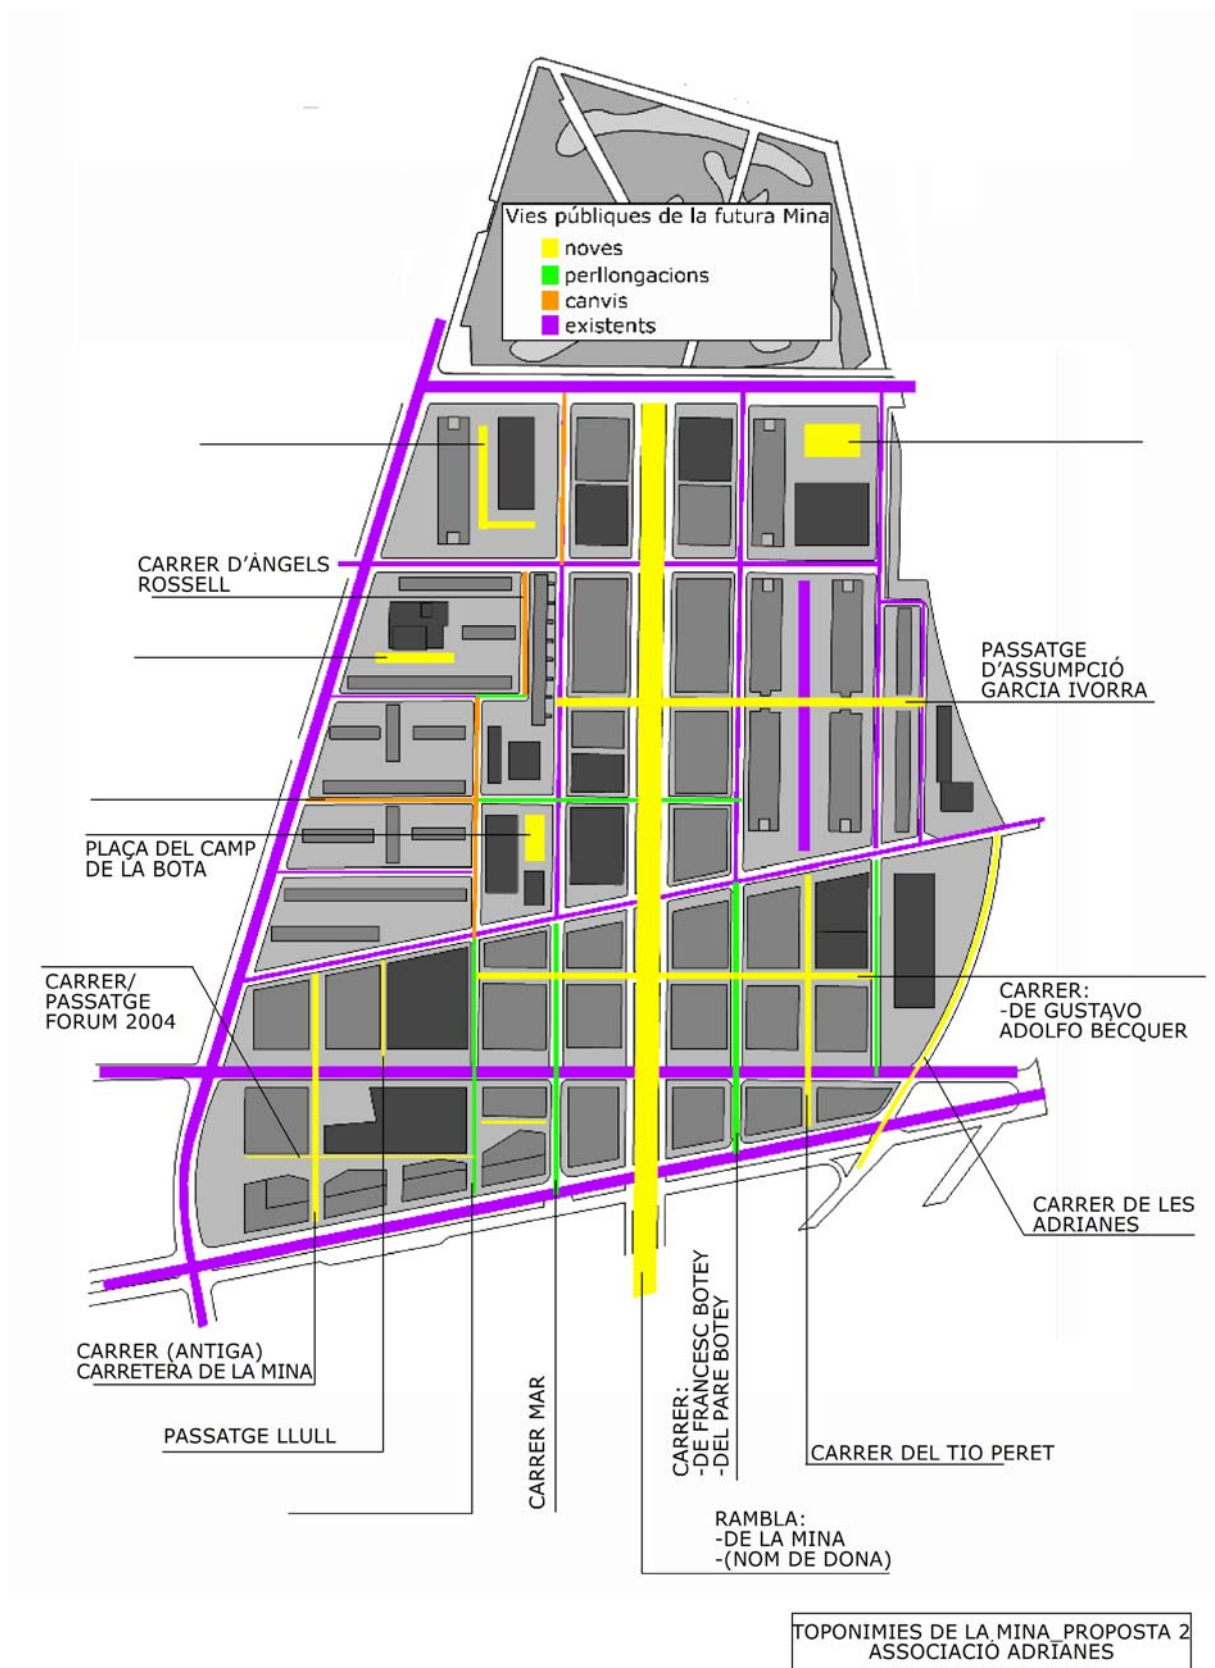 Vies públiques de la futura Mina
noves
perllongacions
canvis
existents
CARRER D'ÀNGELS
ROSSELL
PASSATGE
D'ASSUMPCIÓ
GARCIA IVORRA
PLAÇA DEL CAMP
DE LA BOTA
CARRER/
PASSATGE
FORUM 2004
CARRER:
-DE GUSTAVO
ADOLFO BÉCQUER
CARRER DE LES
ADRIANES
CARRER (ANTIGA)
CARRETERA DE LA MINA
PASSATGE LLULL
CARRER MAR
CARRER:
-DE FRANCESC BOTEY
-DEL PARE BOTEY
CARRER DEL TIO PERET
RAMBLA:
-DE LA MINA
-(NOM DE DONA)
TOPONIMIES DE LA MINA_PROPOSTA 2
ASSOCIACIÓ ADRIANES